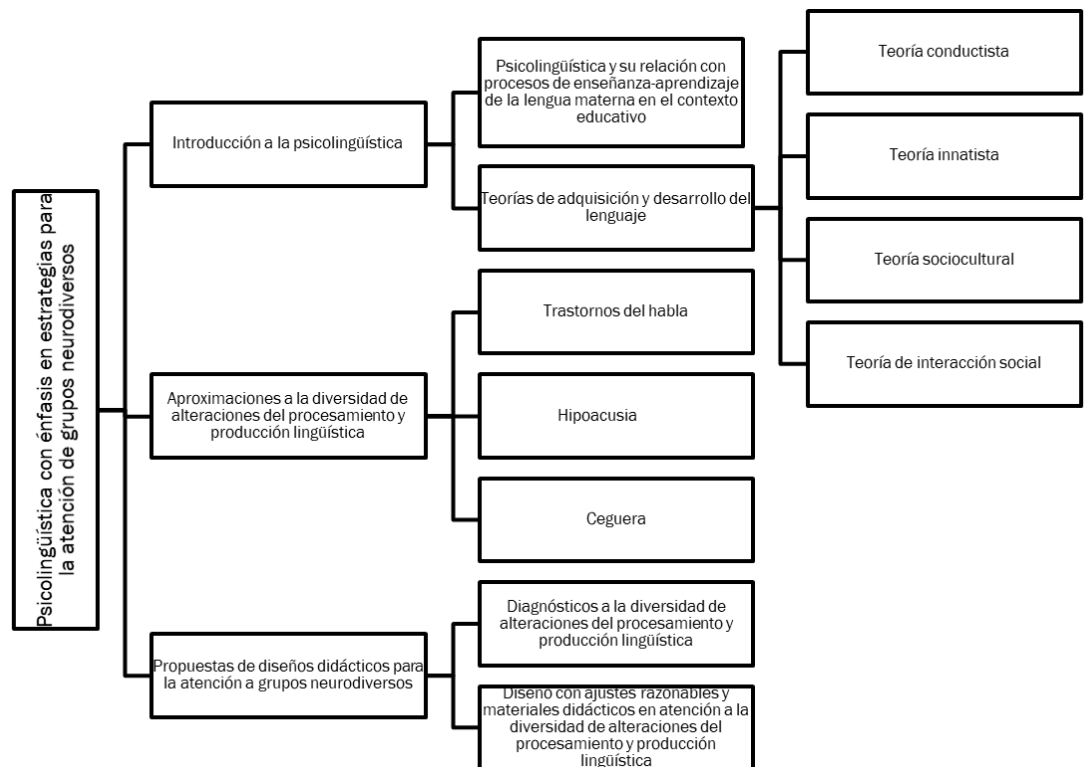 Psicolingüística con énfasis en estrategias para
la atención de grupos neurodiversos
Introducción a la psicolingüística
Psicolingüística y su relación con
procesos de enseñanza-aprendizaje
de la lengua materna en el contexto
educativo
Teorías de adquisición y desarrollo del
lenguaje
Teoría conductista
Teoría innatista
Teoría sociocultural
Teoría de interacción social
Aproximaciones a la diversidad de
alteraciones del procesamiento y
producción lingüística
Trastornos del habla
Hipoacusia
Ceguera
Propuestas de diseños didácticos para
la atención a grupos neurodiversos
Diagnósticos a la diversidad de
alteraciones del procesamiento y
producción lingüística
Diseño con ajustes razonables y
materiales didácticos en atención a la
diversidad de alteraciones del
procesamiento y producción
lingüística